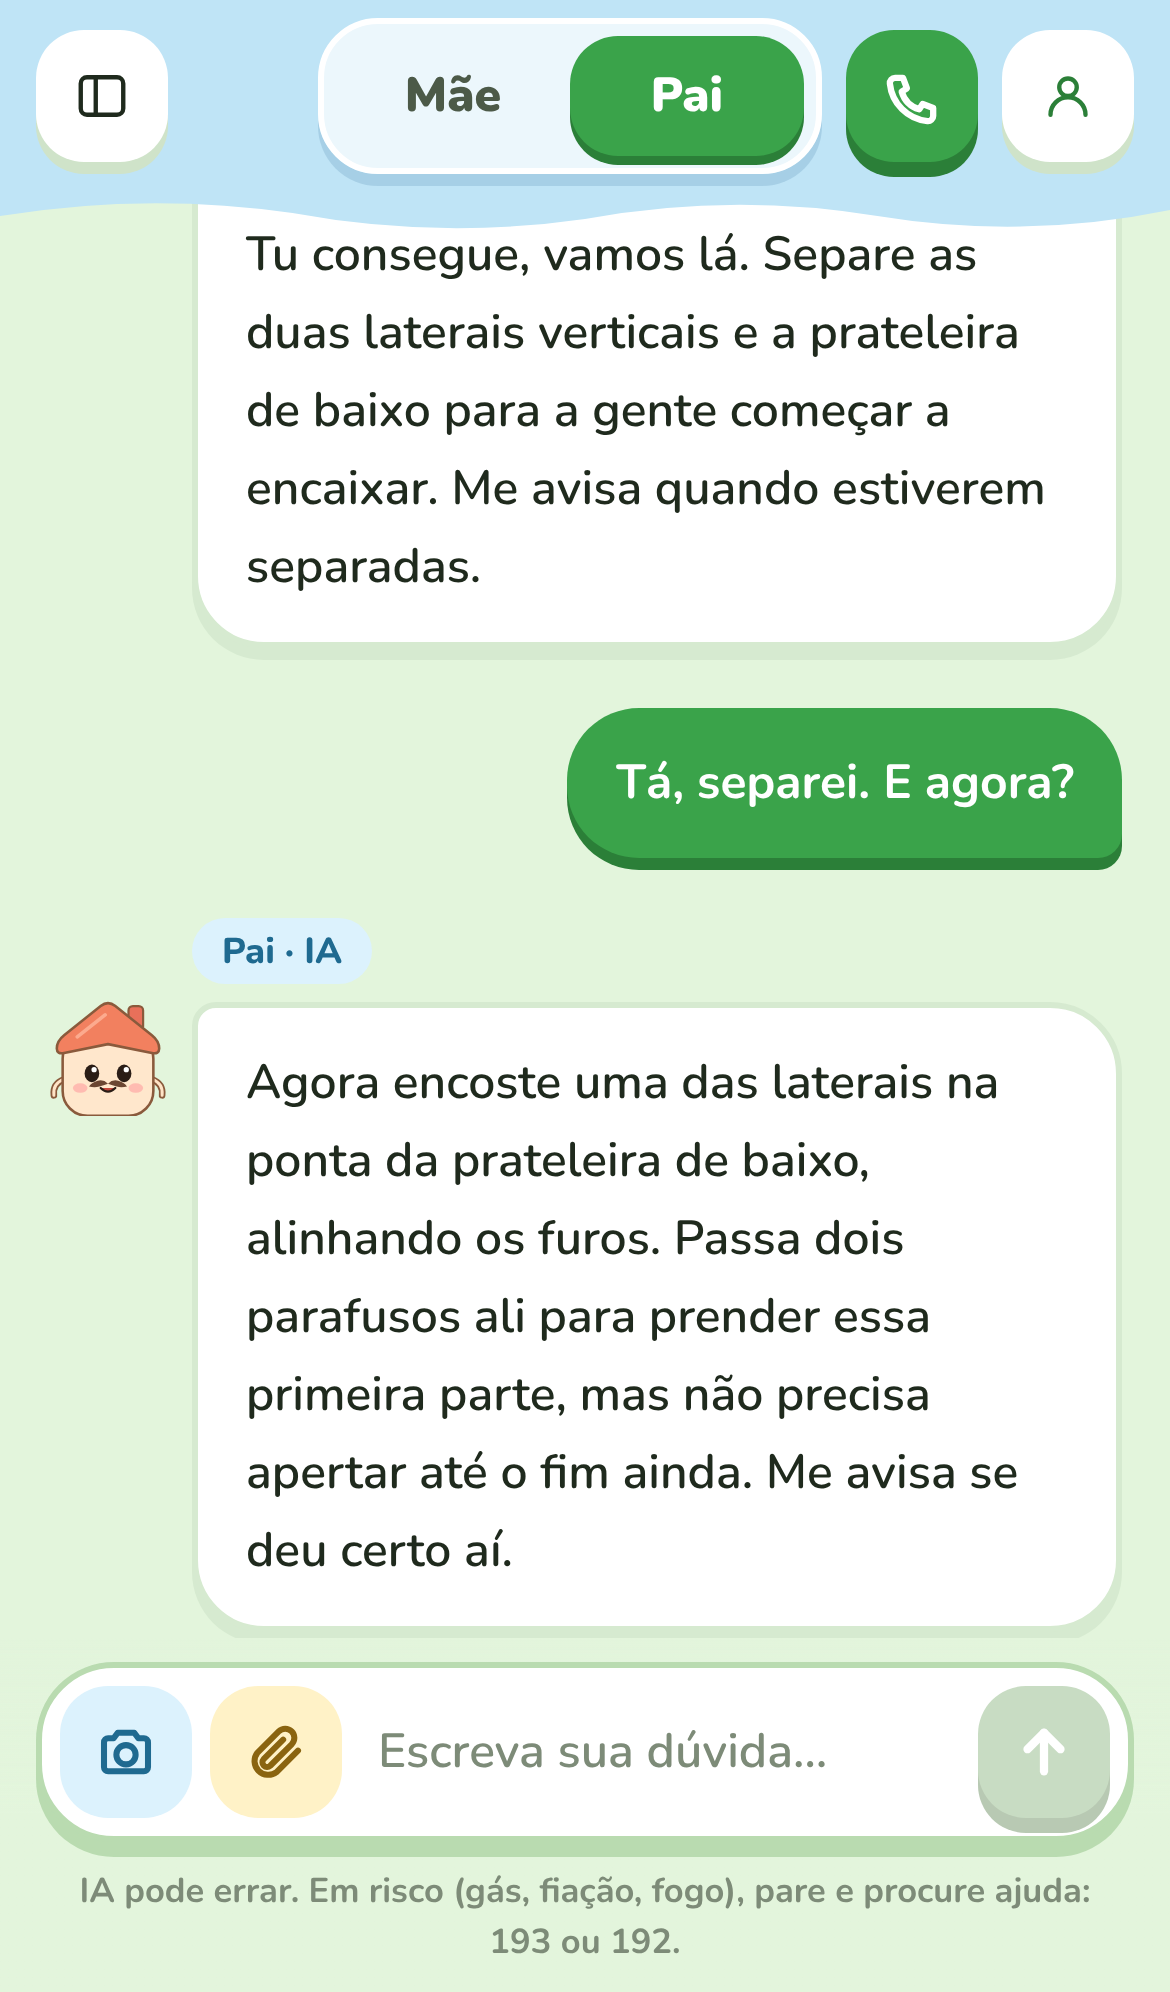 Mãe
Pai
Tu consegue, vamos lá. Separe as
duas laterais verticais e a prateleira
de baixo para a gente começar a
encaixar. Me avisa quando estiverem
separadas.
Tá, separei. E agora?
Pai · IA
Agora encoste uma das laterais na
ponta da prateleira de baixo,
alinhando os furos. Passa dois
parafusos ali para prender essa
primeira parte, mas não precisa
apertar até o fim ainda. Me avisa se
deu certo aí.
Escreva sua dúvida...
IA pode errar. Em risco (gás, fiação, fogo), pare e procure ajuda:
193 ou 192.